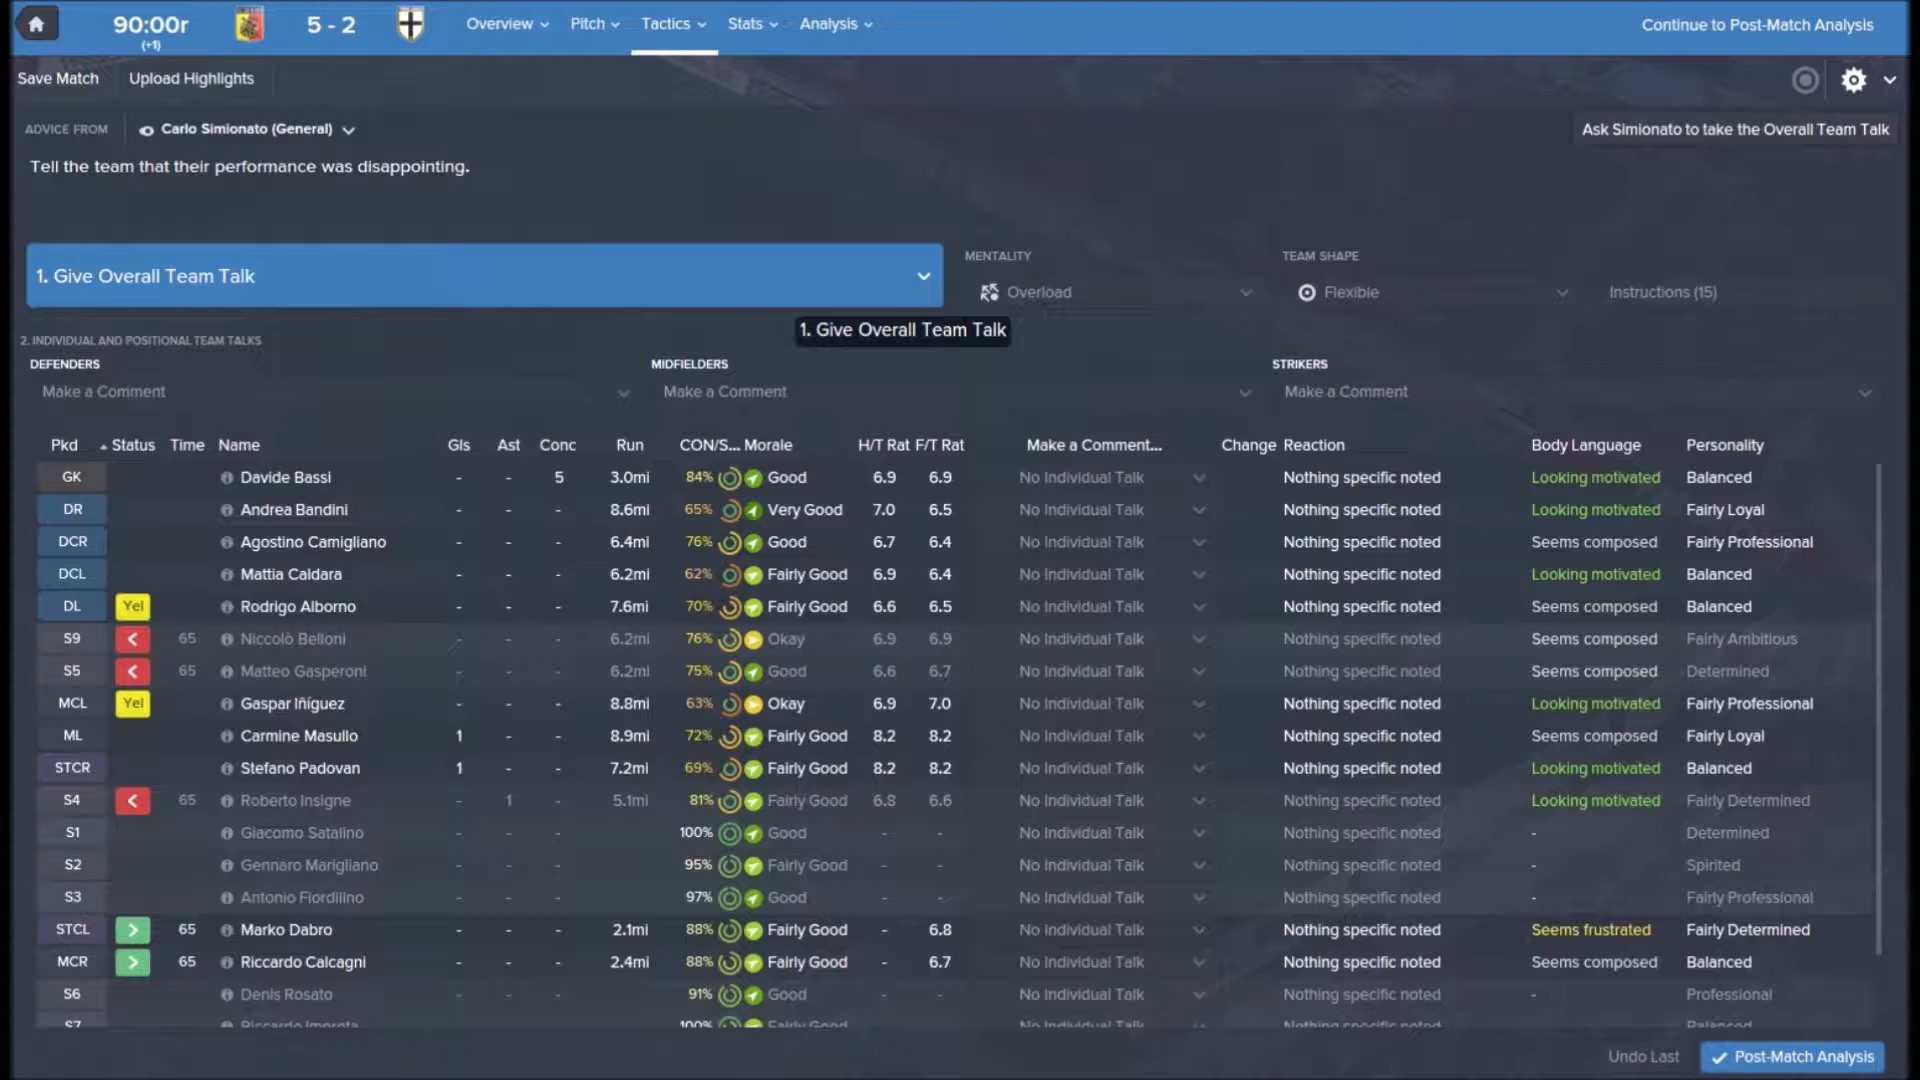 90:00r
(+1)
5 - 2
Overview
Pitch
Tactics
Stats
Analysis
Continue to Post-Match Analysis
Save Match
Upload Highlights
ADVICE FROM
Carlo Simionato (General)
Ask Simionato to take the Overall Team Talk
Tell the team that their performance was disappointing.
1. Give Overall Team Talk
MENTALITY
Overload
TEAM SHAPE
Flexible
Instructions (15)
1. Give Overall Team Talk
2. INDIVIDUAL AND POSITIONAL TEAM TALKS
DEFENDERS
Make a Comment
MIDFIELDERS
Make a Comment
STRIKERS
Make a Comment
Pkd Status Time Name Gls Ast Conc Run CON/S... Morale H/T Rat F/T Rat Make a Comment... Change Reaction Body Language Personality
GK Davide Bassi - - 5 3.0mi 84% Good 6.9 6.9 No Individual Talk Nothing specific noted Looking motivated Balanced
DR Andrea Bandini - - - 8.6mi 65% Very Good 7.0 6.5 No Individual Talk Nothing specific noted Looking motivated Fairly Loyal
DCR Agostino Camigliano - - - 6.4mi 76% Good 6.7 6.4 No Individual Talk Nothing specific noted Seems composed Fairly Professional
DCL Mattia Caldara - - - 6.2mi 62% Fairly Good 6.9 6.4 No Individual Talk Nothing specific noted Looking motivated Balanced
DL Yel Rodrigo Alborno - - - 7.6mi 70% Fairly Good 6.6 6.5 No Individual Talk Nothing specific noted Seems composed Balanced
S9 65 Niccolò Belloni - - - 6.2mi 76% Okay 6.9 6.9 No Individual Talk Nothing specific noted Seems composed Fairly Ambitious
S5 65 Matteo Gasperoni - - - 6.2mi 75% Good 6.6 6.7 No Individual Talk Nothing specific noted Seems composed Determined
MCL Yel Gaspar Iñíguez - - - 8.8mi 63% Okay 6.9 7.0 No Individual Talk Nothing specific noted Looking motivated Fairly Professional
ML Carmine Masullo 1 - - 8.9mi 72% Fairly Good 8.2 8.2 No Individual Talk Nothing specific noted Seems composed Fairly Loyal
STCR Stefano Padovan 1 - - 7.2mi 69% Fairly Good 8.2 8.2 No Individual Talk Nothing specific noted Looking motivated Balanced
S4 65 Roberto Insigne - 1 - 5.1mi 81% Fairly Good 6.8 6.6 No Individual Talk Nothing specific noted Looking motivated Fairly Determined
S1 Giacomo Satalino - - - 100% Good - - No Individual Talk Nothing specific noted - Determined
S2 Gennaro Marigliano - - - 95% Fairly Good - - No Individual Talk Nothing specific noted - Spirited
S3 Antonio Fiordilino - - - 97% Good - - No Individual Talk Nothing specific noted - Fairly Professional
STCL 65 Marko Dabro - - - 2.1mi 88% Fairly Good - 6.8 No Individual Talk Nothing specific noted Seems frustrated Fairly Determined
MCR 65 Riccardo Calcagni - - - 2.4mi 88% Fairly Good - 6.7 No Individual Talk Nothing specific noted Seems composed Balanced
S6 Denis Rosato - - - 91% Good - - No Individual Talk Nothing specific noted - Professional
S7 Riccardo 100% Fairly Good No Individual Talk Nothing specific noted Balanced
Undo Last
Post-Match Analysis